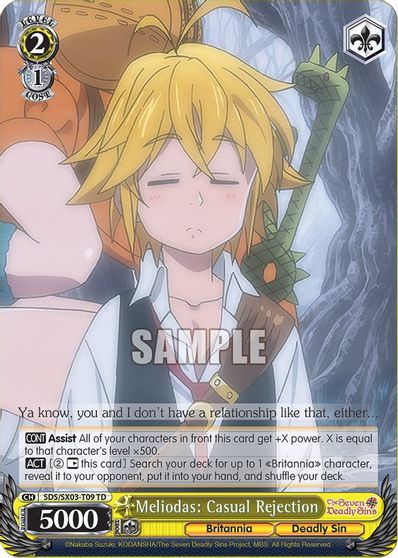 LEVEL
2
1
COST
SAMPLE
Ya know, you and I don't have a relationship like that, either...
CONT Assist All of your characters in front this card get +X power. X is equal
to that character's level ×500.
ACT [② ▶ this card] Search your deck for up to 1 «Britannia» character,
reveal it to your opponent, put it into your hand, and shuffle your deck.
CH SDS/SX03-T09 TD
Meliodas: Casual Rejection
The Seven
Deadly Sins
POWER
5000
Britannia
Deadly Sin
©Nakaba Suzuki, KODANSHA/The Seven Deadly Sins Project, MBS. All Rights Reserved.